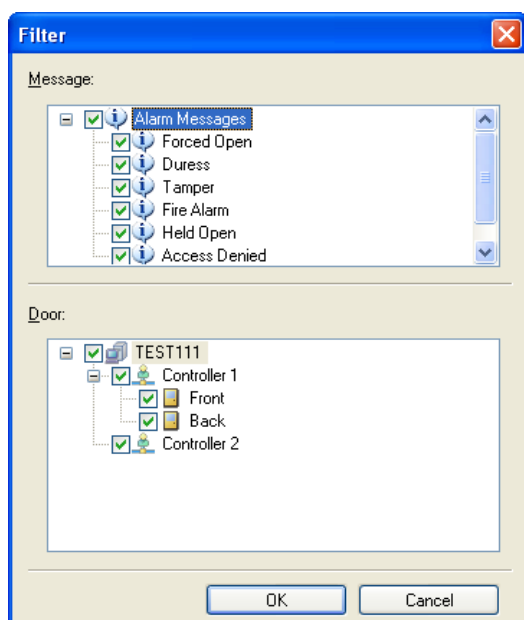 Filter
Message:
Alarm Messages
Forced Open
Duress
Tamper
Fire Alarm
Held Open
Access Denied
Door:
TEST111
Controller 1
Front
Back
Controller 2
OK Cancel